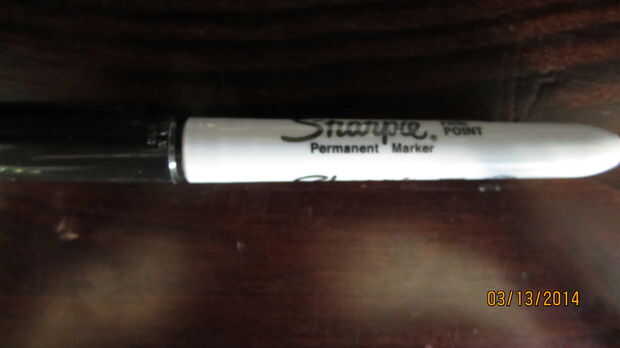 Sharpie®
FINE
POINT
Permanent Marker
03/13/2014